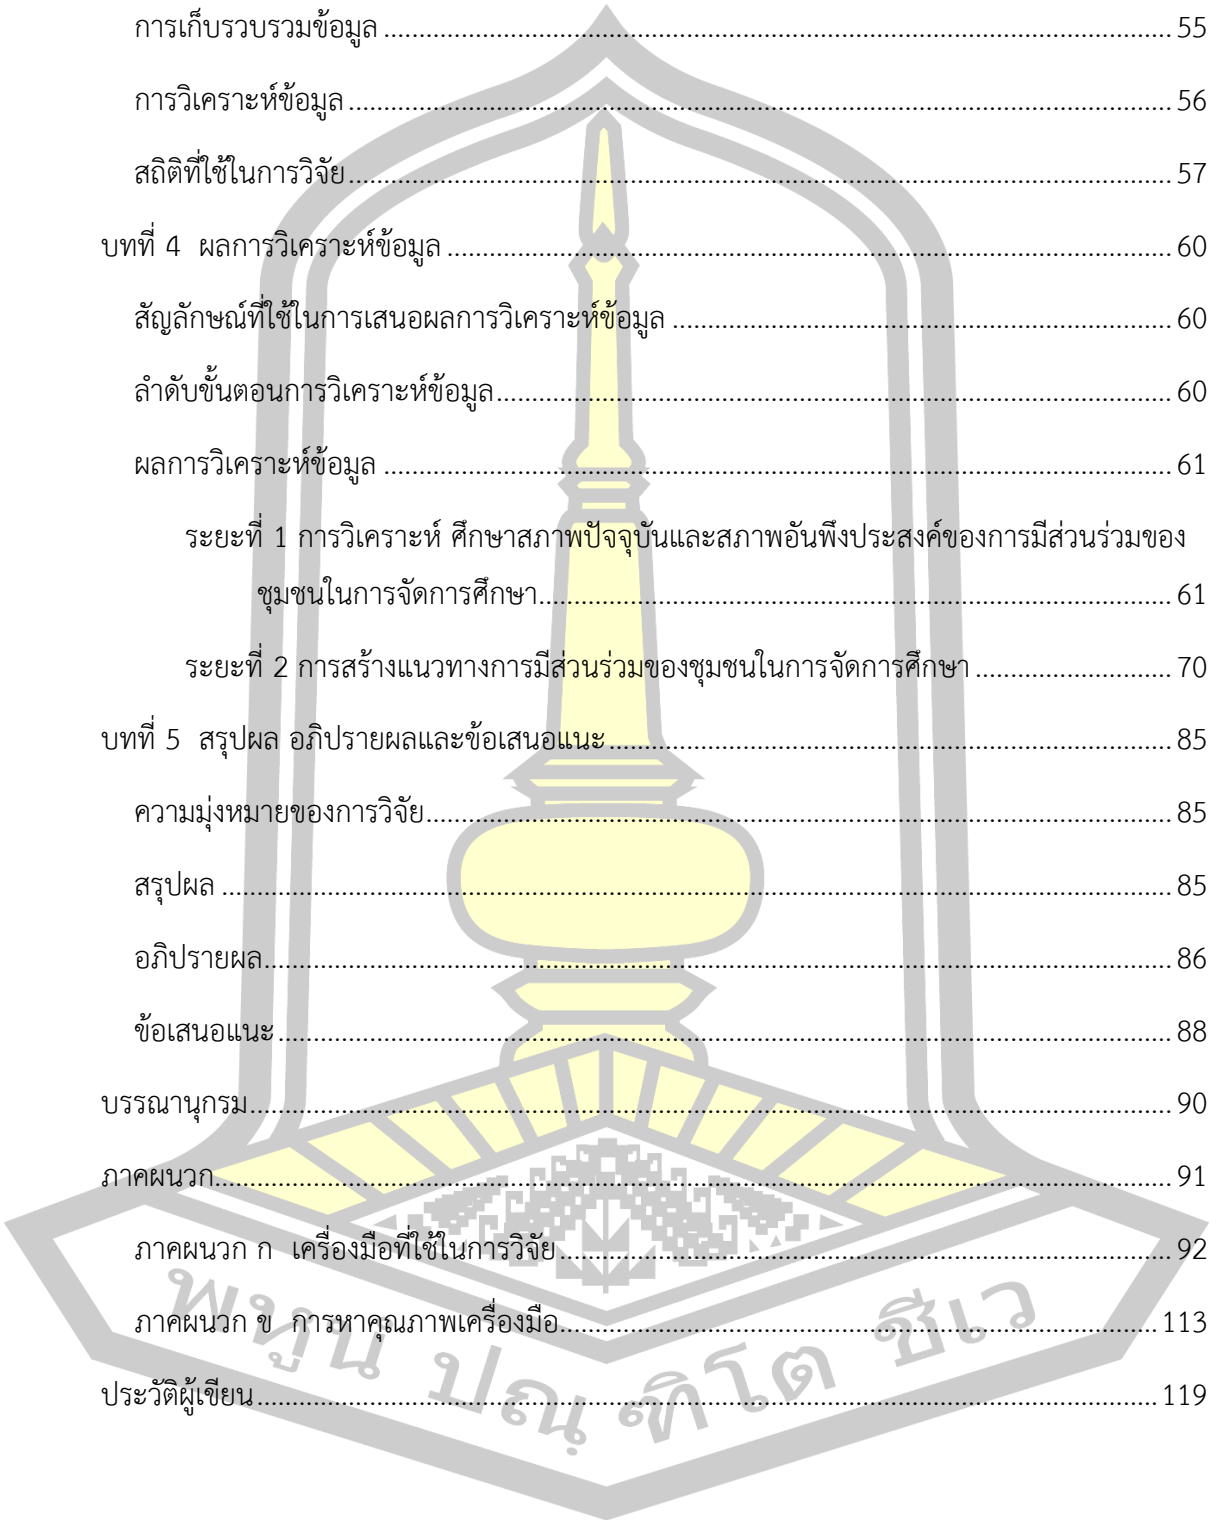 การเก็บรวบรวมข้อมูล ........ 55
การวิเคราะห์ข้อมูล ........ 56
สถิติที่ใช้ในการวิจัย ........ 57
บทที่ 4 ผลการวิเคราะห์ข้อมูล ........ 60
สัญลักษณ์ที่ใช้ในการเสนอผลการวิเคราะห์ข้อมูล ........ 60
ลำดับขั้นตอนการวิเคราะห์ข้อมูล ........ 60
ผลการวิเคราะห์ข้อมูล ........ 61
ระยะที่ 1 การวิเคราะห์ ศึกษาสภาพปัจจุบันและสภาพอันพึงประสงค์ของการมีส่วนร่วมของ
ชุมชนในการจัดการศึกษา ........ 61
ระยะที่ 2 การสร้างแนวทางการมีส่วนร่วมของชุมชนในการจัดการศึกษา ........ 70
บทที่ 5 สรุปผล อภิปรายผลและข้อเสนอแนะ ........ 85
ความมุ่งหมายของการวิจัย ........ 85
สรุปผล ........ 85
อภิปรายผล ........ 86
ข้อเสนอแนะ ........ 88
บรรณานุกรม ........ 90
ภาคผนวก ........ 91
ภาคผนวก ก เครื่องมือที่ใช้ในการวิจัย ........ 92
ภาคผนวก ข การหาคุณภาพเครื่องมือ ........ 113
ประวัติผู้เขียน ........ 119
พหูน ปณฺฑิโต ชีเว